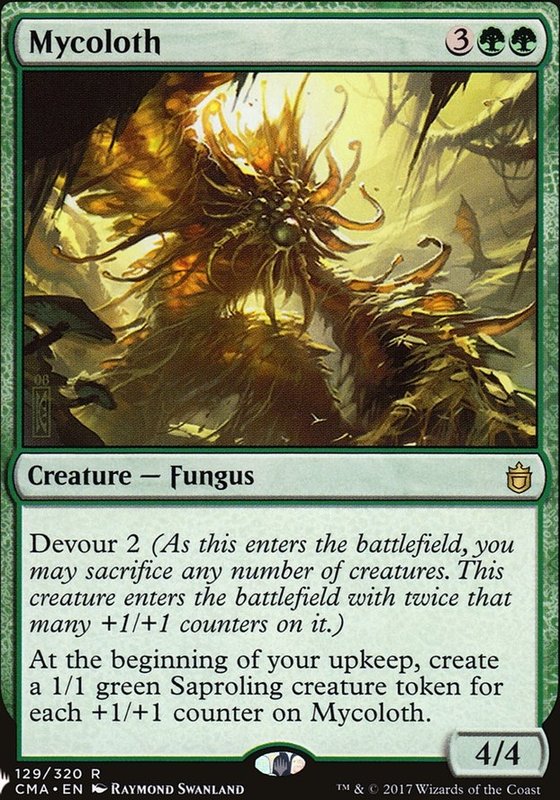 Mycoloth 3
Creature — Fungus
Devour 2 (As this enters the battlefield, you
may sacrifice any number of creatures. This
creature enters the battlefield with twice that
many +1/+1 counters on it.)
At the beginning of your upkeep, create
a 1/1 green Saproling creature token for
each +1/+1 counter on Mycoloth.
4/4
129/320 R
CMA • EN RAYMOND SWANLAND ™ & © 2017 Wizards of the Coast